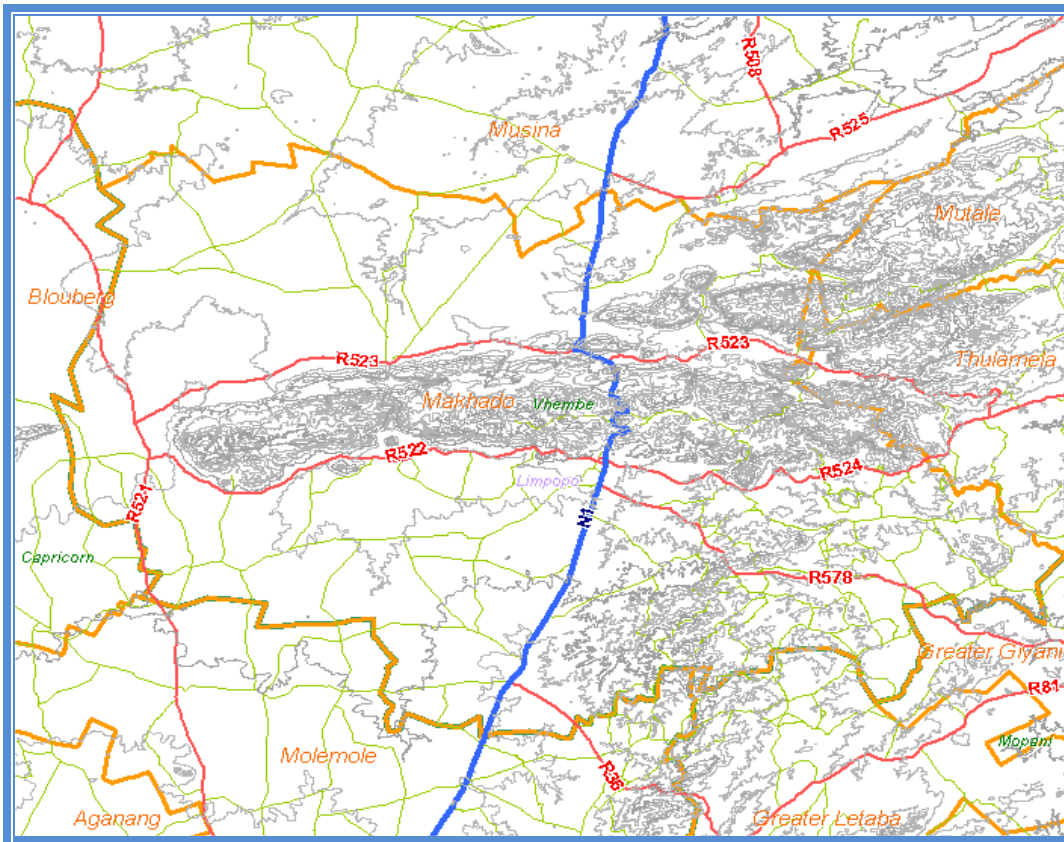 R508
R525
Musina
Mutale
Blouberg
R523
R523
Thulamela
Makhado
Vhembe
R522
R524
Limpopo
R521
N1
Capricorn
R578
Greater Giyani
R81
Mopani
Molemole
R36
Aganang
Greater Letaba